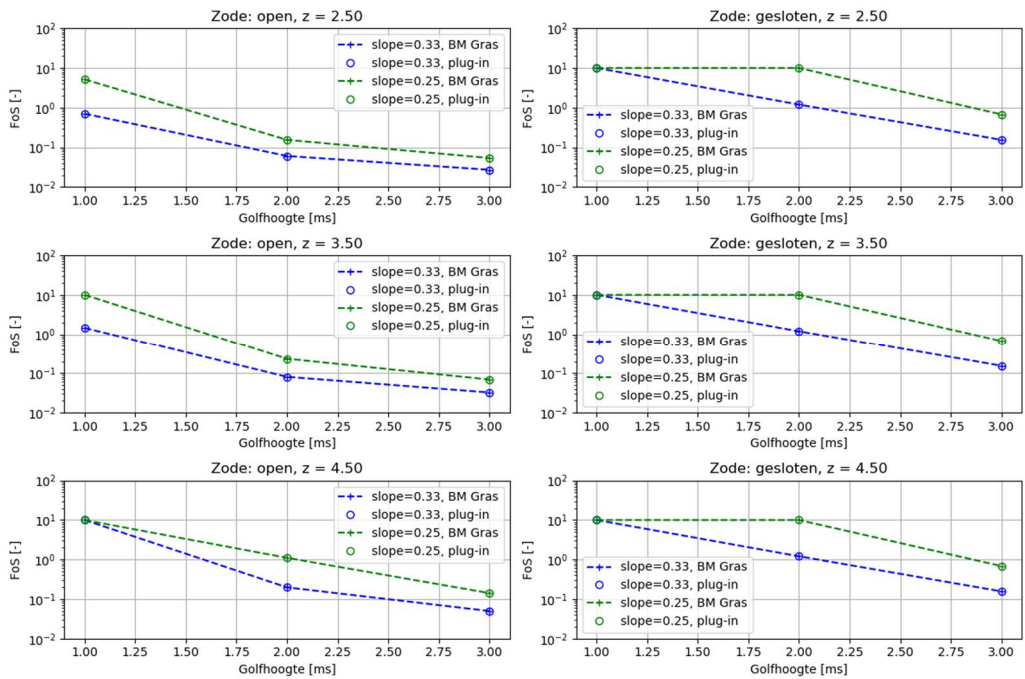 Zode: open, z = 2.50
FoS [-]
10²
10¹
10⁰
10⁻¹
10⁻²
slope=0.33, BM Gras
slope=0.33, plug-in
slope=0.25, BM Gras
slope=0.25, plug-in
1.00 1.25 1.50 1.75 2.00 2.25 2.50 2.75 3.00
Golfhoogte [ms]
Zode: gesloten, z = 2.50
FoS [-]
10²
10¹
10⁰
10⁻¹
10⁻²
slope=0.33, BM Gras
slope=0.33, plug-in
slope=0.25, BM Gras
slope=0.25, plug-in
1.00 1.25 1.50 1.75 2.00 2.25 2.50 2.75 3.00
Golfhoogte [ms]
Zode: open, z = 3.50
FoS [-]
10²
10¹
10⁰
10⁻¹
10⁻²
slope=0.33, BM Gras
slope=0.33, plug-in
slope=0.25, BM Gras
slope=0.25, plug-in
1.00 1.25 1.50 1.75 2.00 2.25 2.50 2.75 3.00
Golfhoogte [ms]
Zode: gesloten, z = 3.50
FoS [-]
10²
10¹
10⁰
10⁻¹
10⁻²
slope=0.33, BM Gras
slope=0.33, plug-in
slope=0.25, BM Gras
slope=0.25, plug-in
1.00 1.25 1.50 1.75 2.00 2.25 2.50 2.75 3.00
Golfhoogte [ms]
Zode: open, z = 4.50
FoS [-]
10²
10¹
10⁰
10⁻¹
10⁻²
slope=0.33, BM Gras
slope=0.33, plug-in
slope=0.25, BM Gras
slope=0.25, plug-in
1.00 1.25 1.50 1.75 2.00 2.25 2.50 2.75 3.00
Golfhoogte [ms]
Zode: gesloten, z = 4.50
FoS [-]
10²
10¹
10⁰
10⁻¹
10⁻²
slope=0.33, BM Gras
slope=0.33, plug-in
slope=0.25, BM Gras
slope=0.25, plug-in
1.00 1.25 1.50 1.75 2.00 2.25 2.50 2.75 3.00
Golfhoogte [ms]